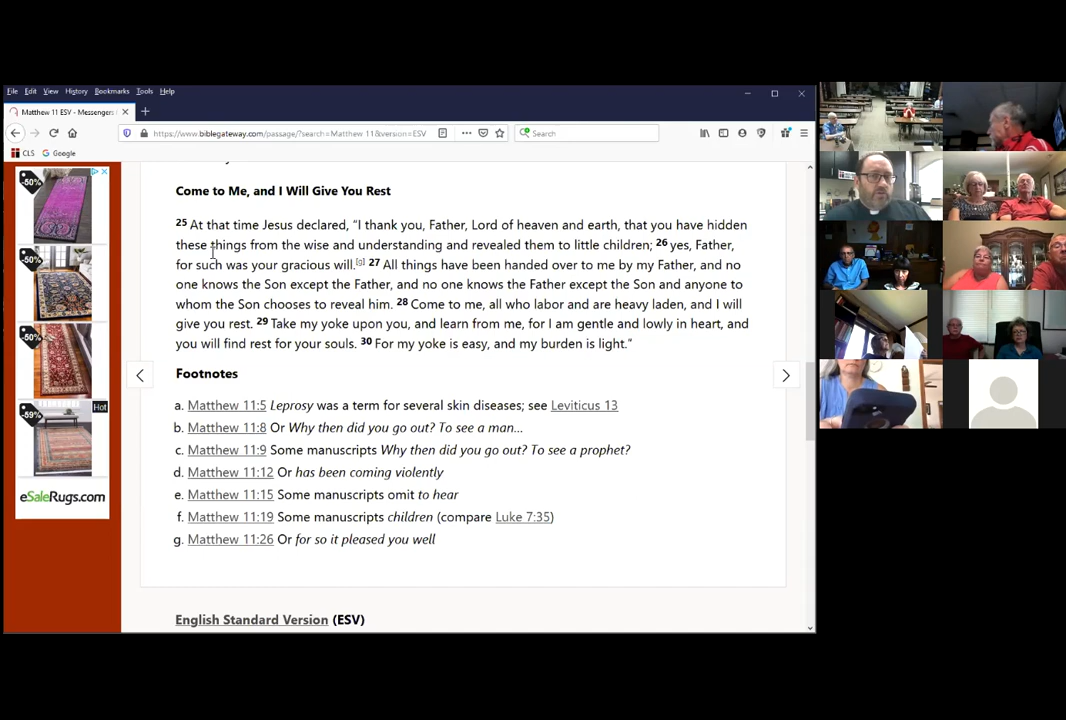 File Edit View History Bookmarks Tools Help
Matthew 11 ESV - Messenger:
https://www.biblegateway.com/passage/?search=Matthew 11&version=ESV
Search
CLS Google
-50%
-50%
-50%
-59%
Hot
eSaleRugs.com
Come to Me, and I Will Give You Rest
25 At that time Jesus declared, “I thank you, Father, Lord of heaven and earth, that you have hidden
these things from the wise and understanding and revealed them to little children; 26 yes, Father,
for such was your gracious will.[g] 27 All things have been handed over to me by my Father, and no
one knows the Son except the Father, and no one knows the Father except the Son and anyone to
whom the Son chooses to reveal him. 28 Come to me, all who labor and are heavy laden, and I will
give you rest. 29 Take my yoke upon you, and learn from me, for I am gentle and lowly in heart, and
you will find rest for your souls. 30 For my yoke is easy, and my burden is light.”
Footnotes
a. Matthew 11:5 Leprosy was a term for several skin diseases; see Leviticus 13
b. Matthew 11:8 Or Why then did you go out? To see a man...
c. Matthew 11:9 Some manuscripts Why then did you go out? To see a prophet?
d. Matthew 11:12 Or has been coming violently
e. Matthew 11:15 Some manuscripts omit to hear
f. Matthew 11:19 Some manuscripts children (compare Luke 7:35)
g. Matthew 11:26 Or for so it pleased you well
English Standard Version (ESV)